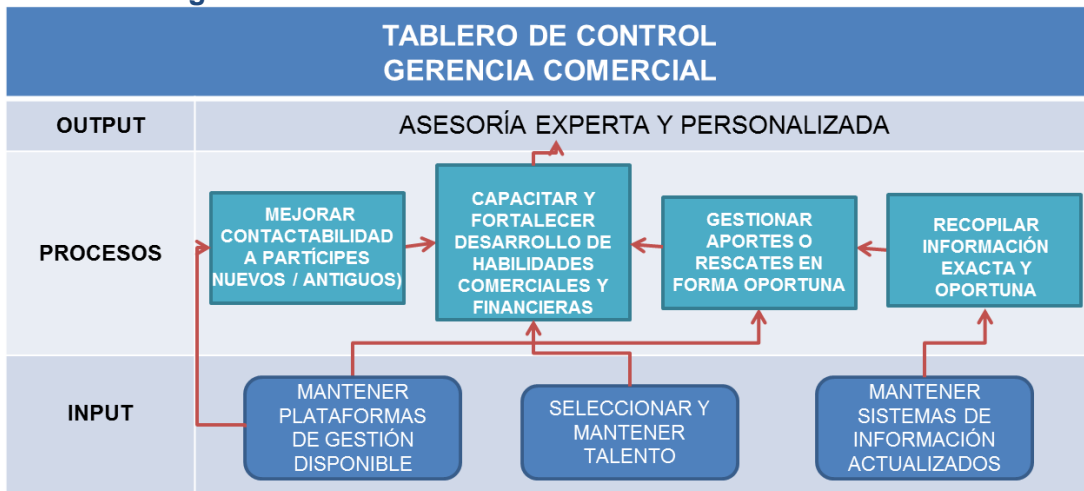 TABLERO DE CONTROL
GERENCIA COMERCIAL
OUTPUT
ASESORÍA EXPERTA Y PERSONALIZADA
PROCESOS
MEJORAR
CONTACTABILIDAD
A PARTÍCIPES
NUEVOS / ANTIGUOS)
CAPACITAR Y
FORTALECER
DESARROLLO DE
HABILIDADES
COMERCIALES Y
FINANCIERAS
GESTIONAR
APORTES O
RESCATES EN
FORMA OPORTUNA
RECOPILAR
INFORMACIÓN
EXACTA Y
OPORTUNA
INPUT
MANTENER
PLATAFORMAS
DE GESTIÓN
DISPONIBLE
SELECCIONAR Y
MANTENER
TALENTO
MANTENER
SISTEMAS DE
INFORMACIÓN
ACTUALIZADOS